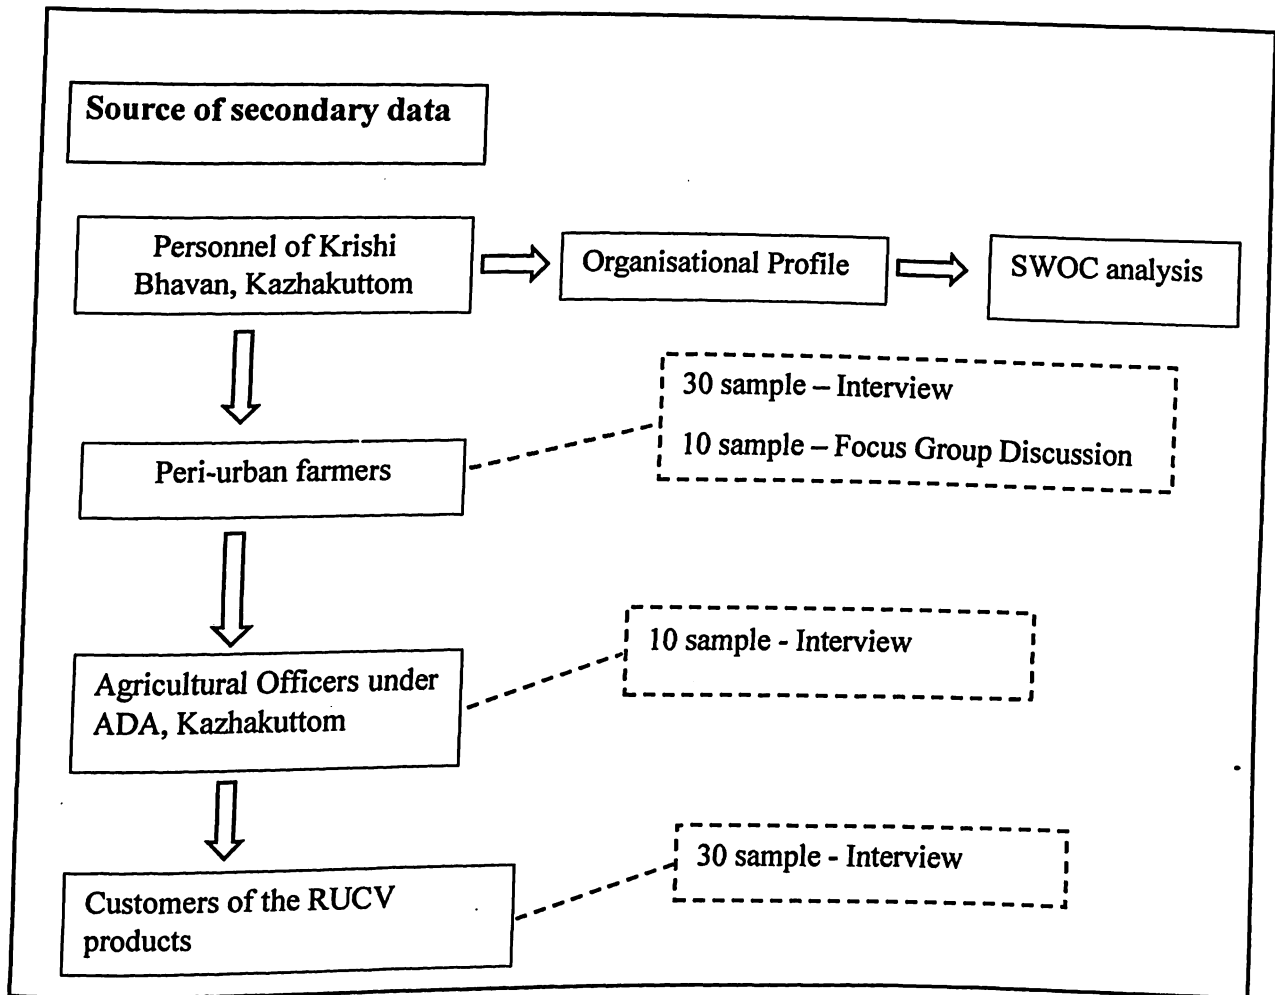 Source of secondary data
Personnel of Krishi
Bhavan, Kazhakuttom
Organisational Profile
SWOC analysis
30 sample – Interview
10 sample – Focus Group Discussion
Peri-urban farmers
10 sample - Interview
Agricultural Officers under
ADA, Kazhakuttom
30 sample - Interview
Customers of the RUCV
products